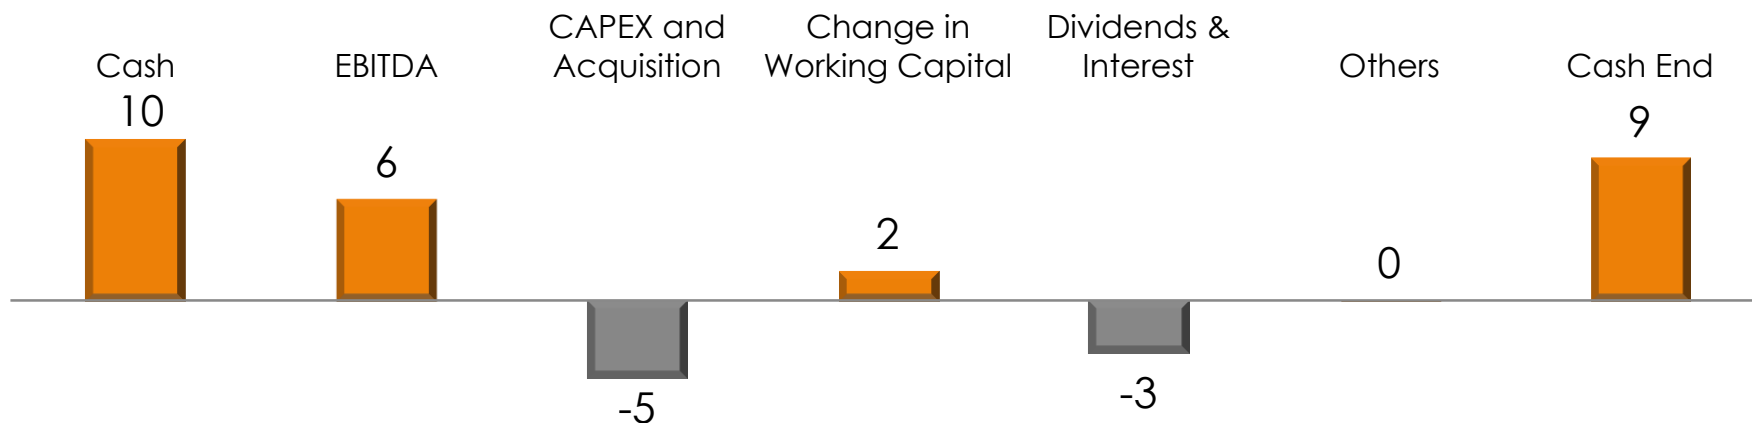 Cash
10
EBITDA
6
CAPEX and
Acquisition
-5
Change in
Working Capital
2
Dividends &
Interest
-3
Others
0
Cash End
9